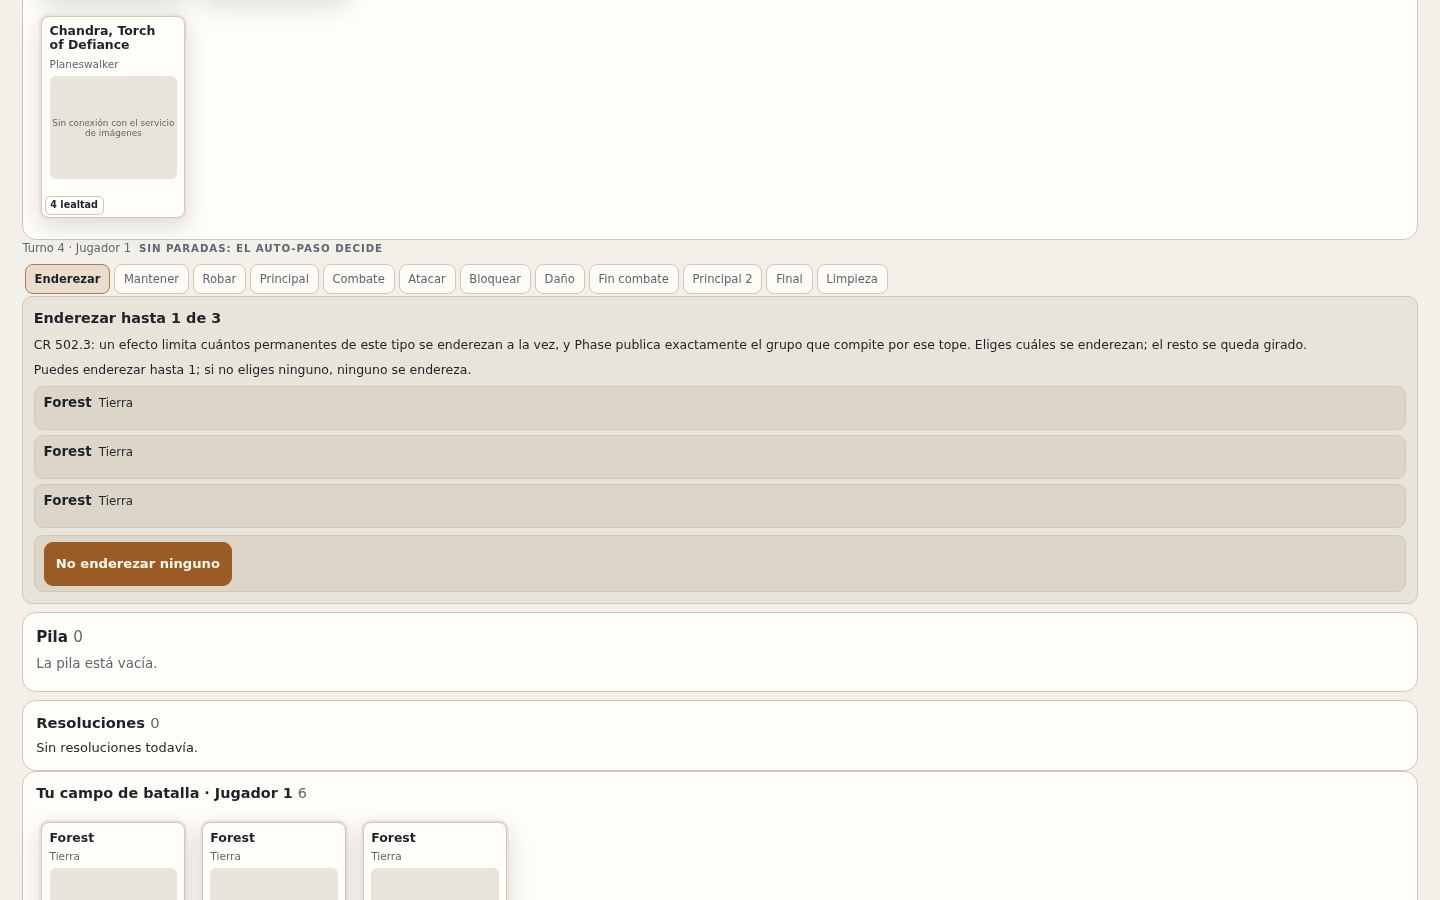 Chandra, Torch
of Defiance
Planeswalker
Sin conexión con el servicio
de imágenes
4 lealtad
Turno 4 · Jugador 1 SIN PARADAS: EL AUTO-PASO DECIDE
Enderezar Mantener Robar Principal Combate Atacar Bloquear Daño Fin combate Principal 2 Final Limpieza
Enderezar hasta 1 de 3
CR 502.3: un efecto limita cuántos permanentes de este tipo se enderezan a la vez, y Phase publica exactamente el grupo que compite por ese tope. Eliges cuáles se enderezan; el resto se queda girado.
Puedes enderezar hasta 1; si no eliges ninguno, ninguno se endereza.
Forest Tierra
Forest Tierra
Forest Tierra
No enderezar ninguno
Pila 0
La pila está vacía.
Resoluciones 0
Sin resoluciones todavía.
Tu campo de batalla · Jugador 1 6
Forest Forest Forest
Tierra Tierra Tierra